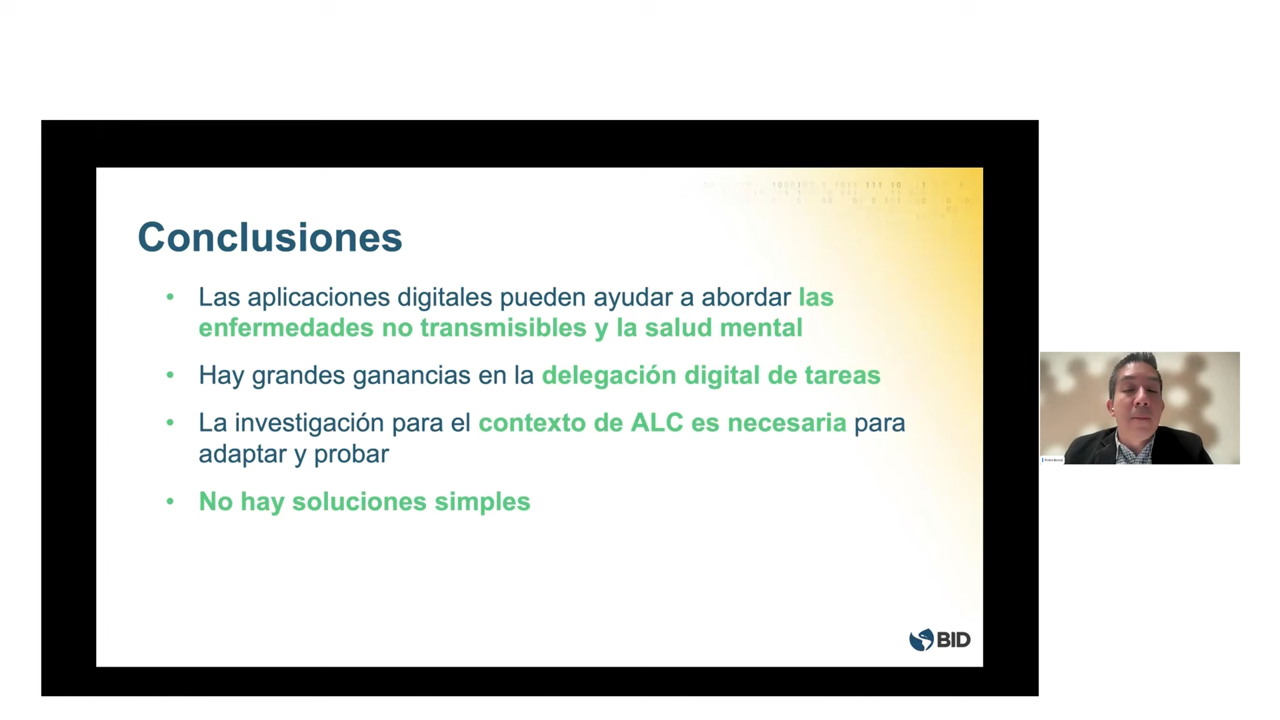 Conclusiones
• Las aplicaciones digitales pueden ayudar a abordar las
enfermedades no transmisibles y la salud mental
• Hay grandes ganancias en la delegación digital de tareas
• La investigación para el contexto de ALC es necesaria para
adaptar y probar
• No hay soluciones simples
BID